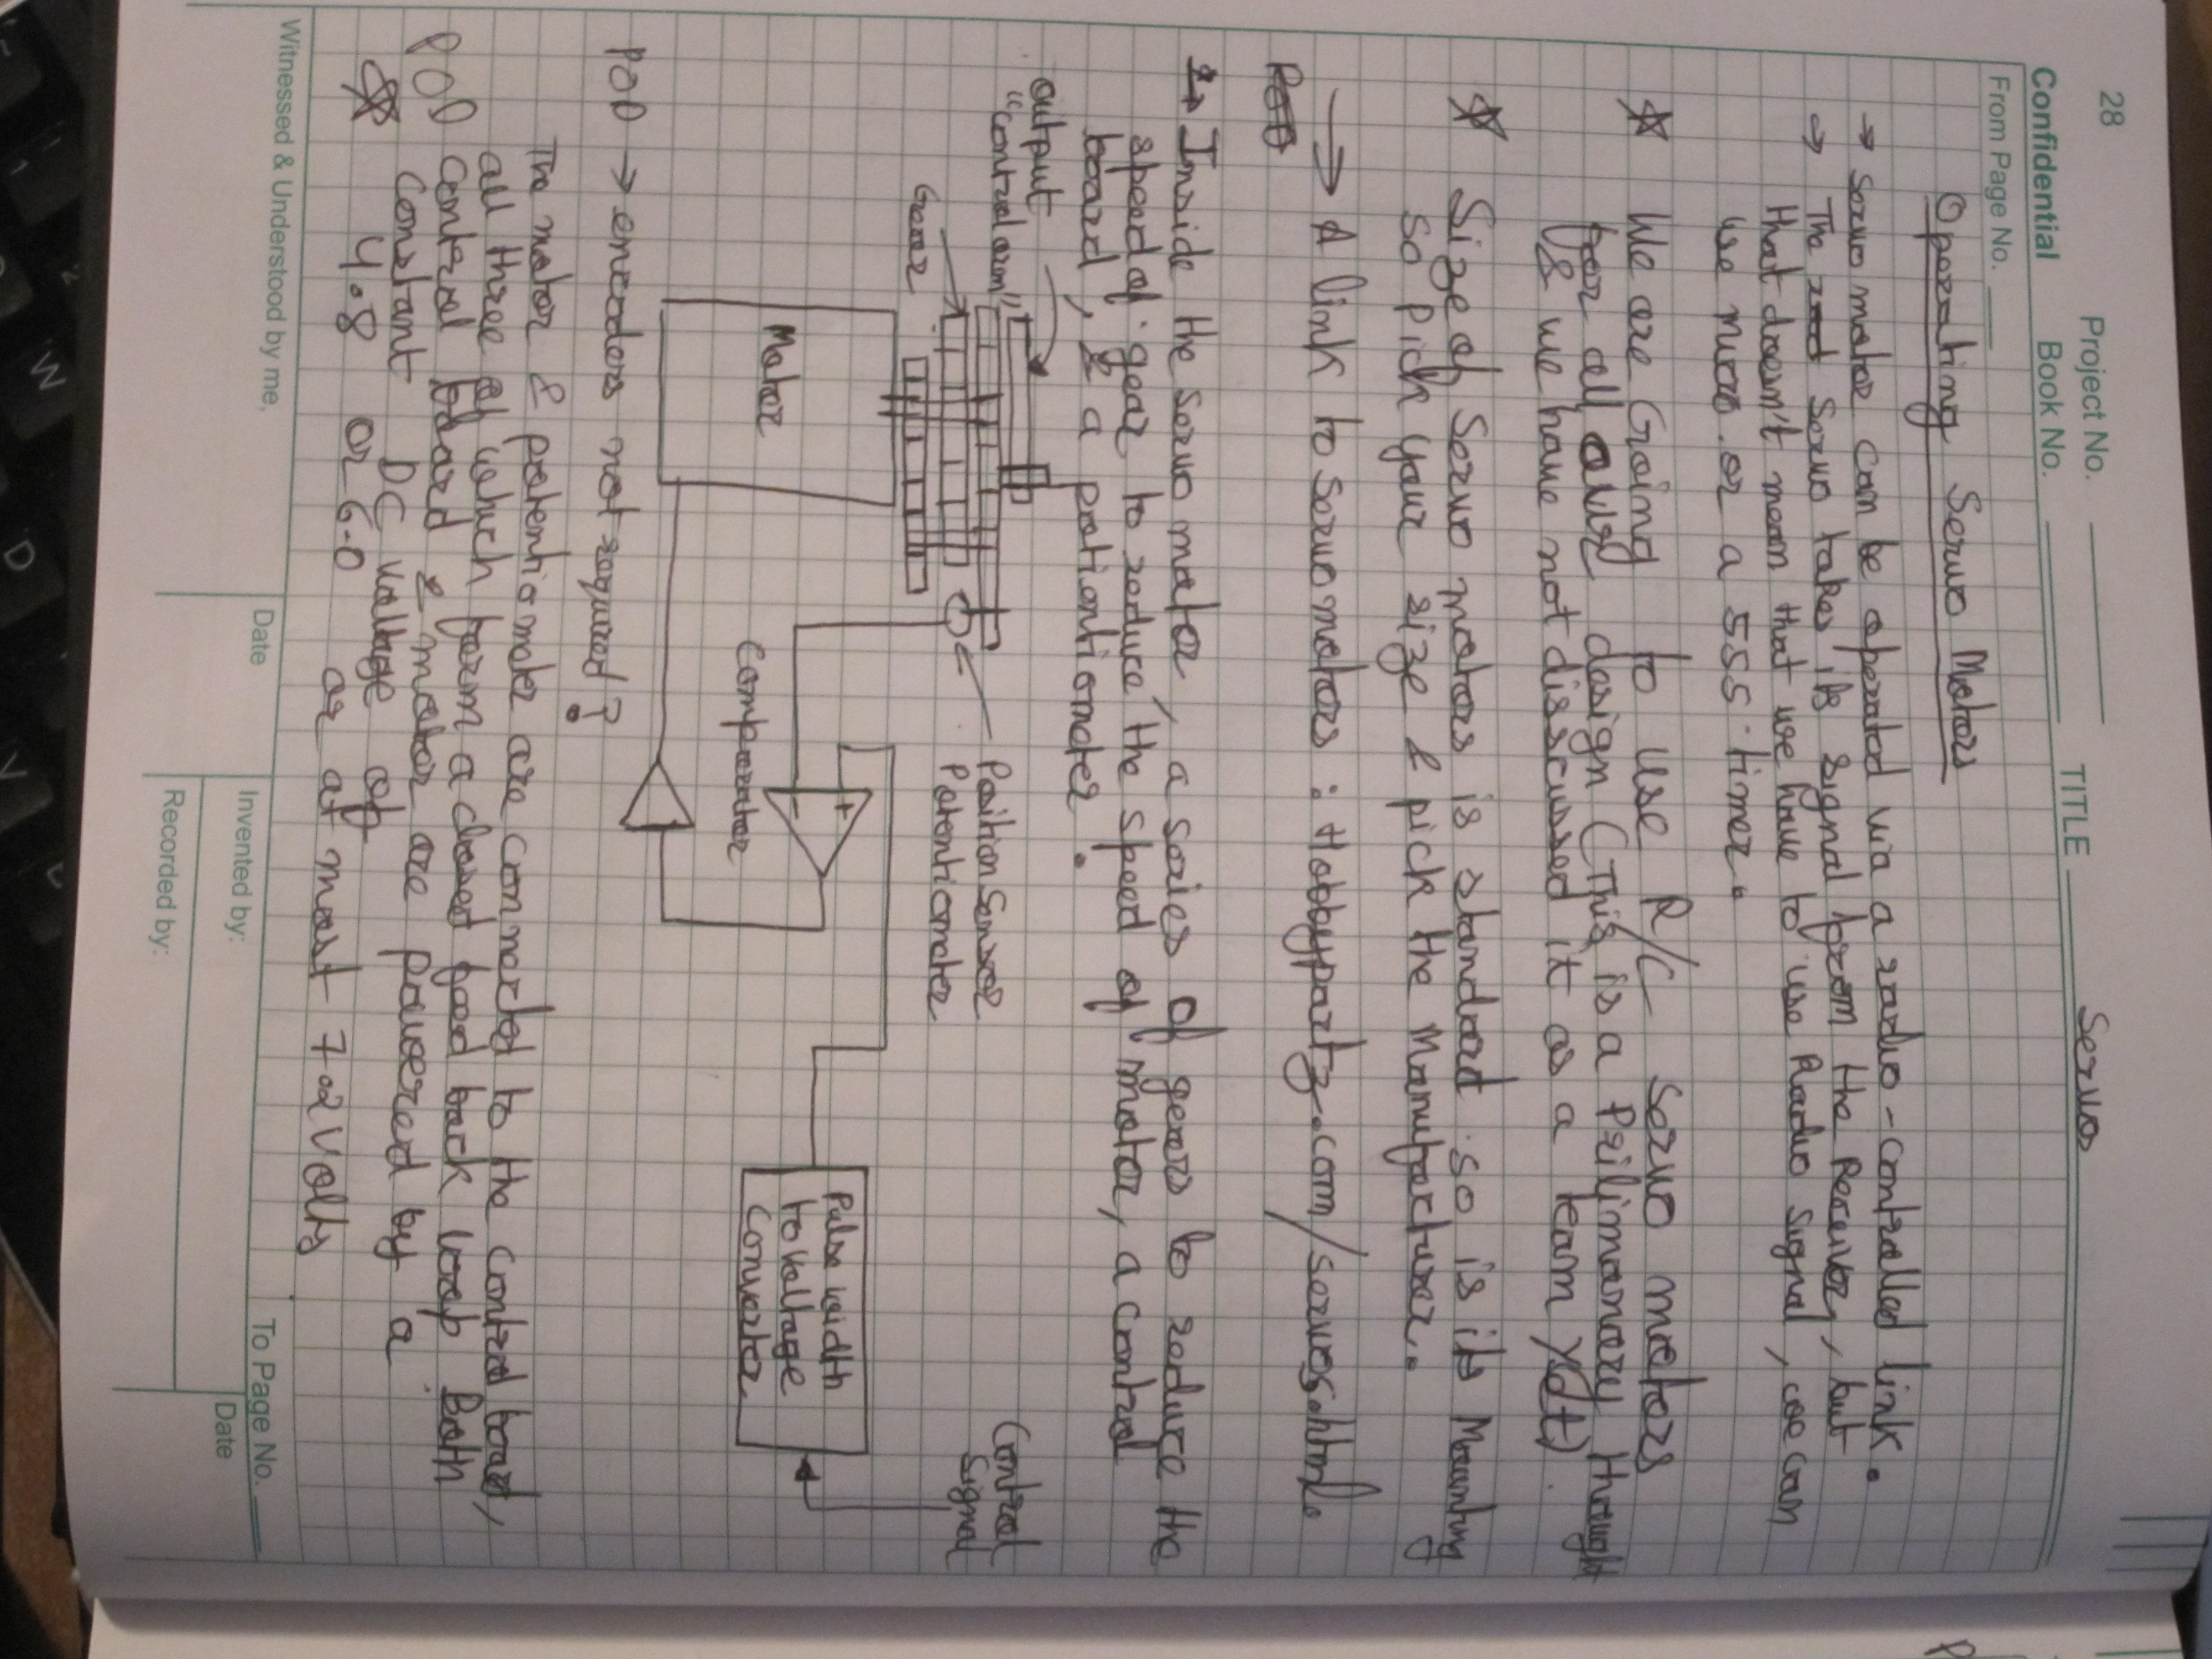 28
Project No.
TITLE Servos
Confidential Book No.
From Page No.
Operating Servo Motors
→ Servo motor can be operated via a radio-controlled link.
→ The Servo takes its signal from the Receiver, but
that doesn't mean that we have to use Radio signal, we can
use micro. or a 555. timer.
☆ We are Going to use R/C servo motors
for all our design (This is a Prilimanery thought
& we have not disscussed it as a team ydt).
☆ Size of Servo motors is standard so is its Mounting
so Pick your size & pick the Manufacturer.
→ A link to Servo motors : Hobbypartz.com/servos.html.
→ Inside the servo motor, a series of gears to reduce the
speed of gear to reduce the speed of motor, a control
board, & a potentiometer.
output
"control arm"
Gear
Motor
Position Sensor
Potentiometer
+
-
Comparator
Pulse width
to voltage
Converter
Control
Signal
POD → encoders not required?
The motor & potentiometer are connected to the control board,
all three of which form a closed feed back loop Both
POD control board & motor are powered by a
constant DC voltage of
☆ 4.8 or 6.0 or at most 7.2 Volts
Witnessed & Understood by me,
Date
Invented by:
Recorded by:
To Page No.
Date